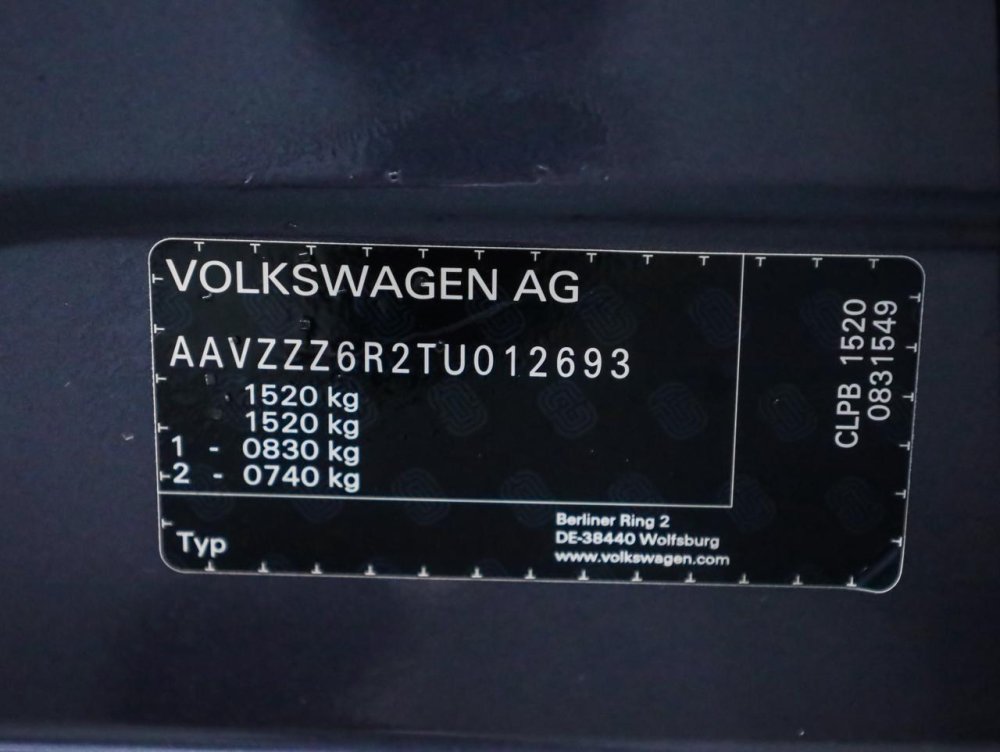 VOLKSWAGEN AG
AAVZZZ6R2TU012693
1520 kg
1520 kg
1 - 0830 kg
2 - 0740 kg
Typ
Berliner Ring 2
DE-38440 Wolfsburg
www.volkswagen.com
CLPB 1520
0831549